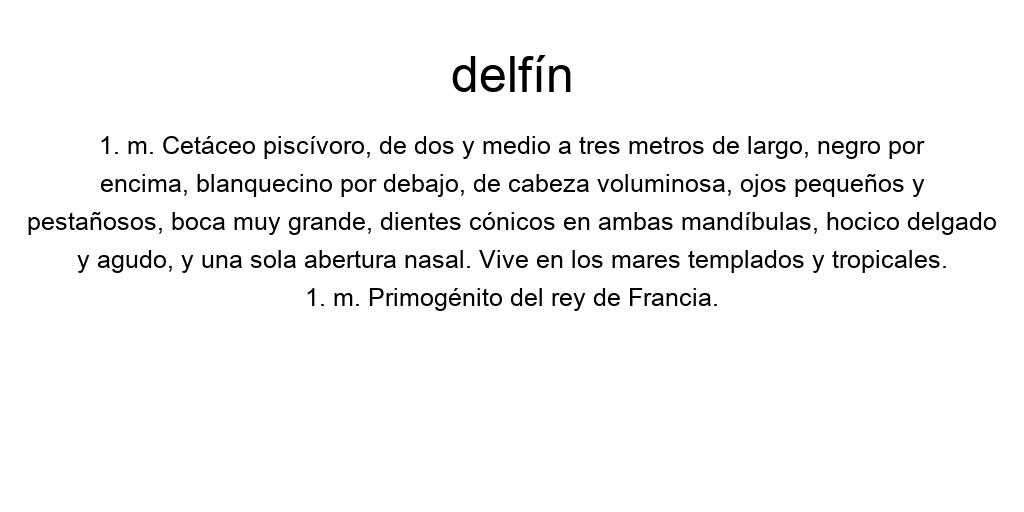 delfín
1. m. Cetáceo piscívoro, de dos y medio a tres metros de largo, negro por
encima, blanquecino por debajo, de cabeza voluminosa, ojos pequeños y
pestañosos, boca muy grande, dientes cónicos en ambas mandíbulas, hocico delgado
y agudo, y una sola abertura nasal. Vive en los mares templados y tropicales.
1. m. Primogénito del rey de Francia.